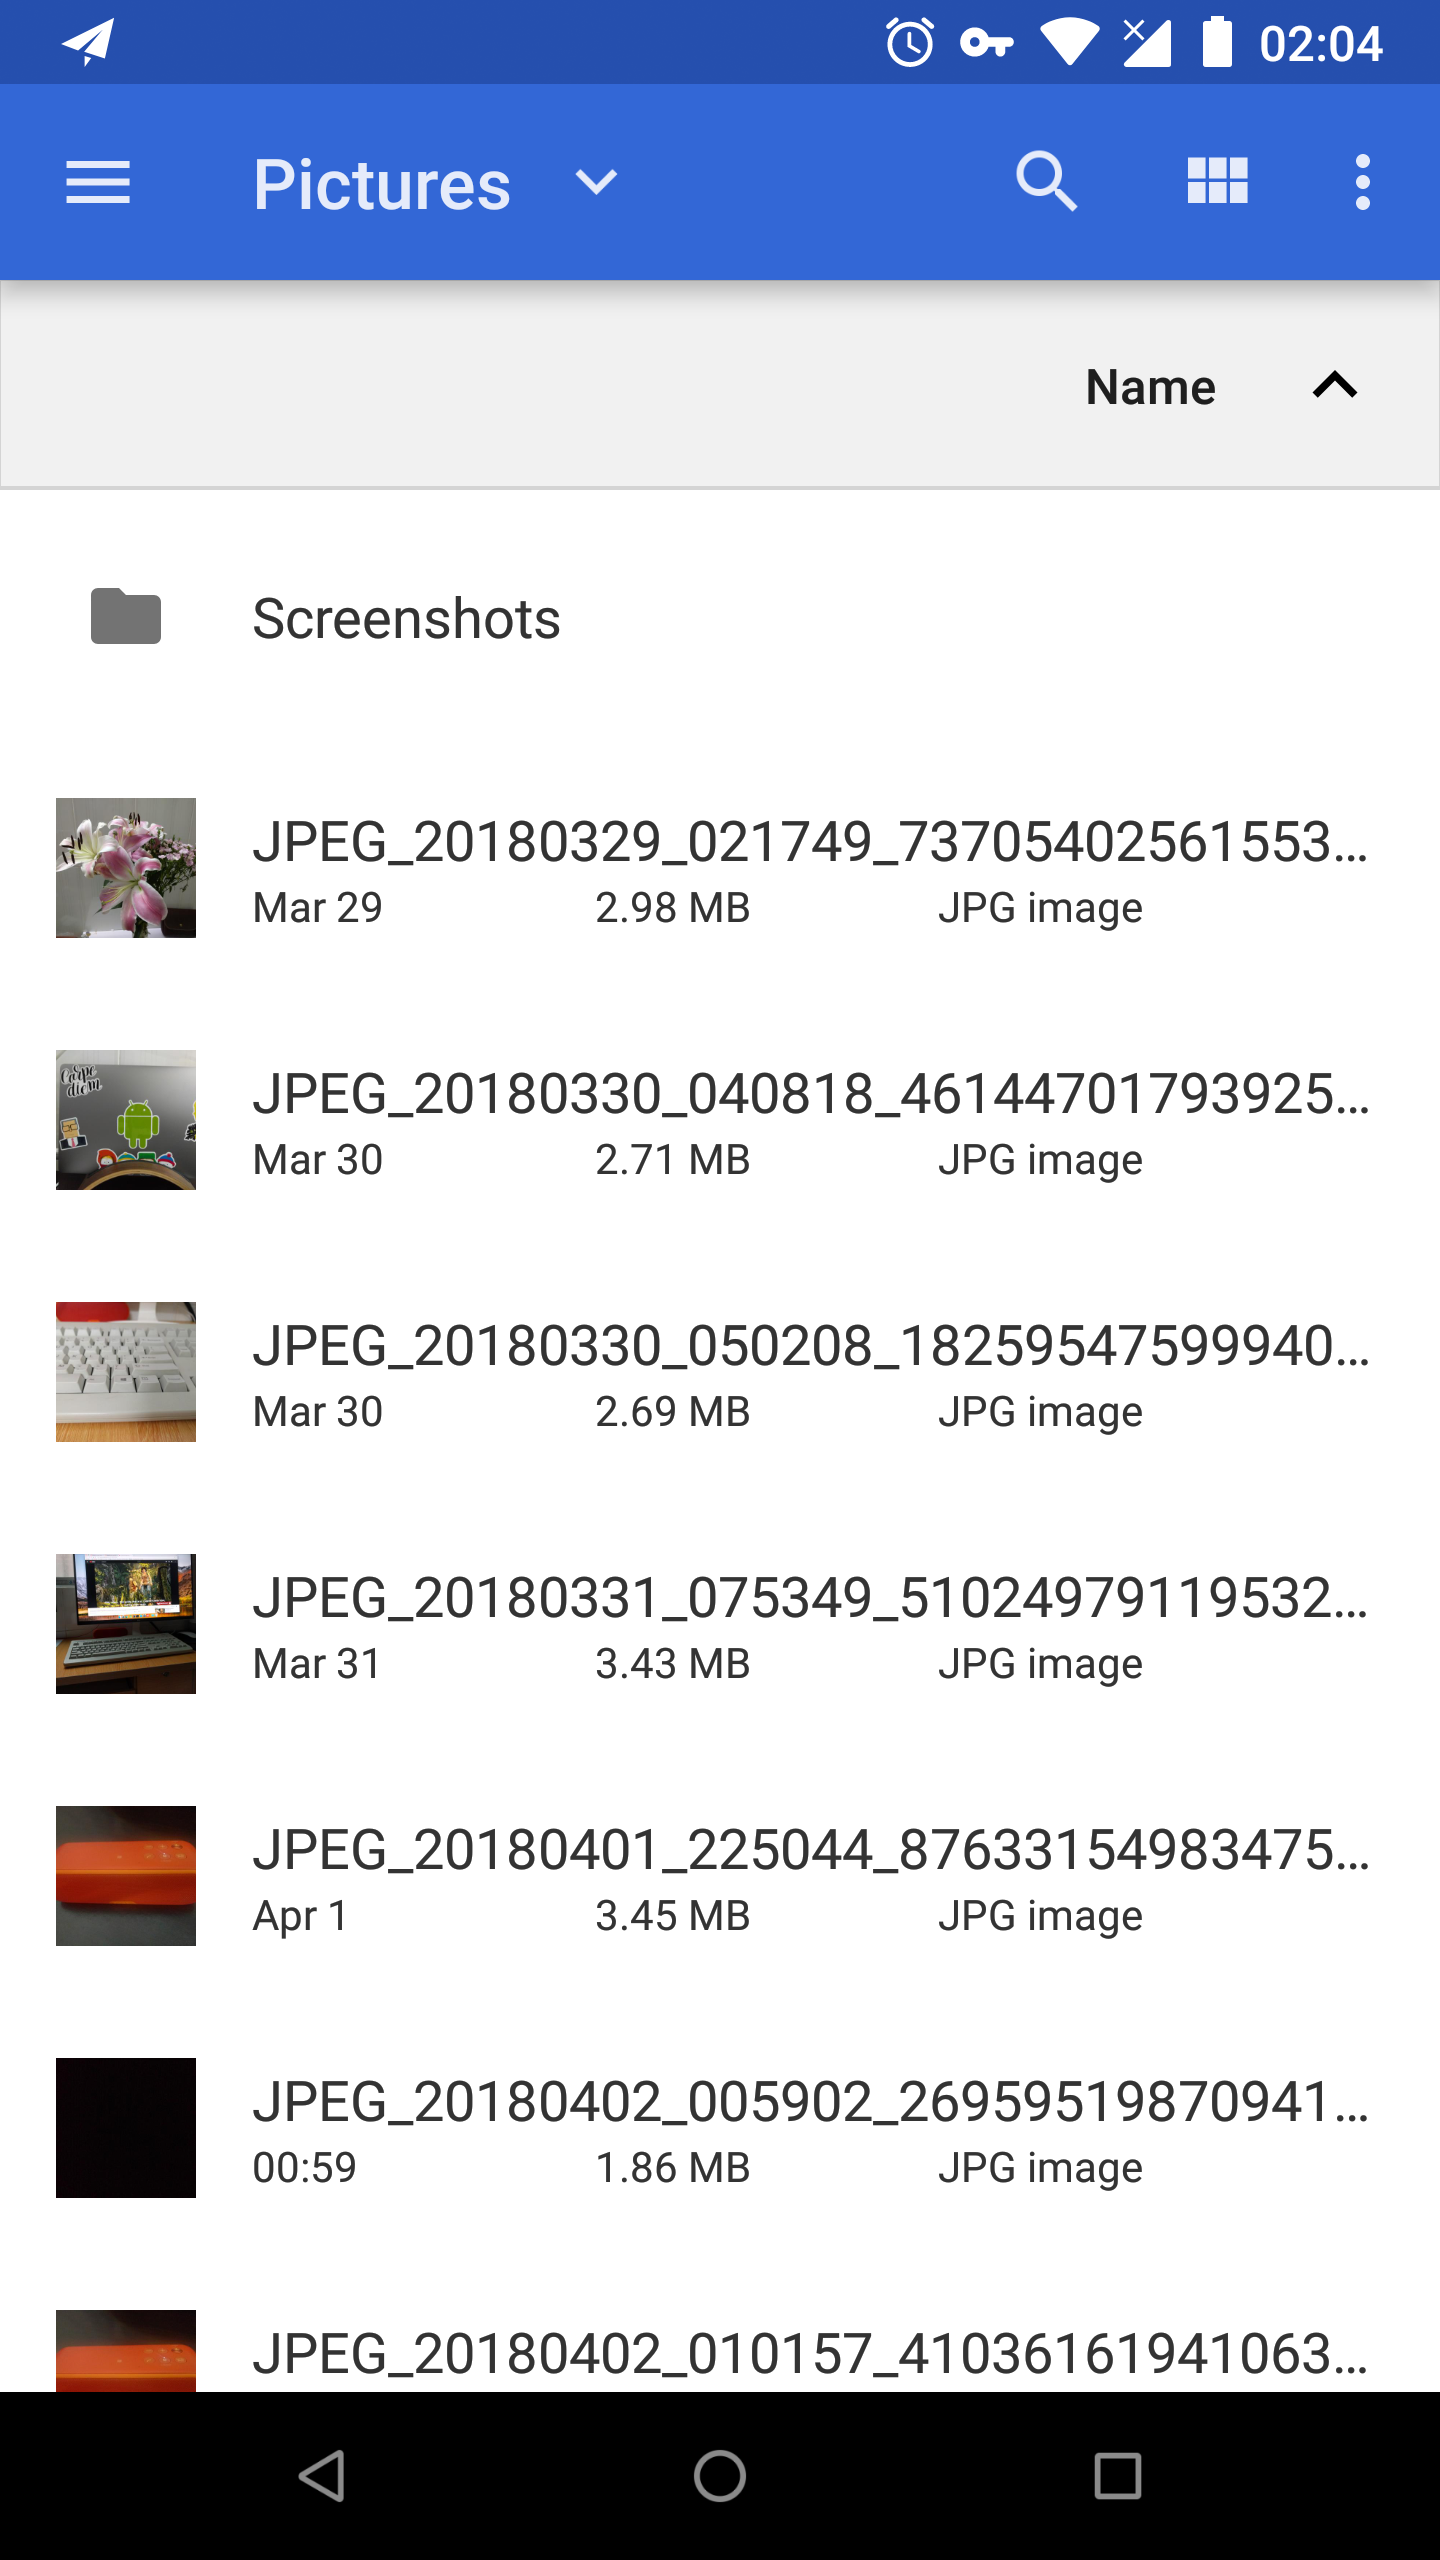 02:04
Pictures
Name
Screenshots
JPEG_20180329_021749_73705402561553...
Mar 29 2.98 MB JPG image
Carpe
diem
JPEG_20180330_040818_46144701793925...
Mar 30 2.71 MB JPG image
JPEG_20180330_050208_18259547599940...
Mar 30 2.69 MB JPG image
JPEG_20180331_075349_51024979119532...
Mar 31 3.43 MB JPG image
JPEG_20180401_225044_87633154983475...
Apr 1 3.45 MB JPG image
JPEG_20180402_005902_26959519870941...
00:59 1.86 MB JPG image
JPEG_20180402_010157_41036161941063...